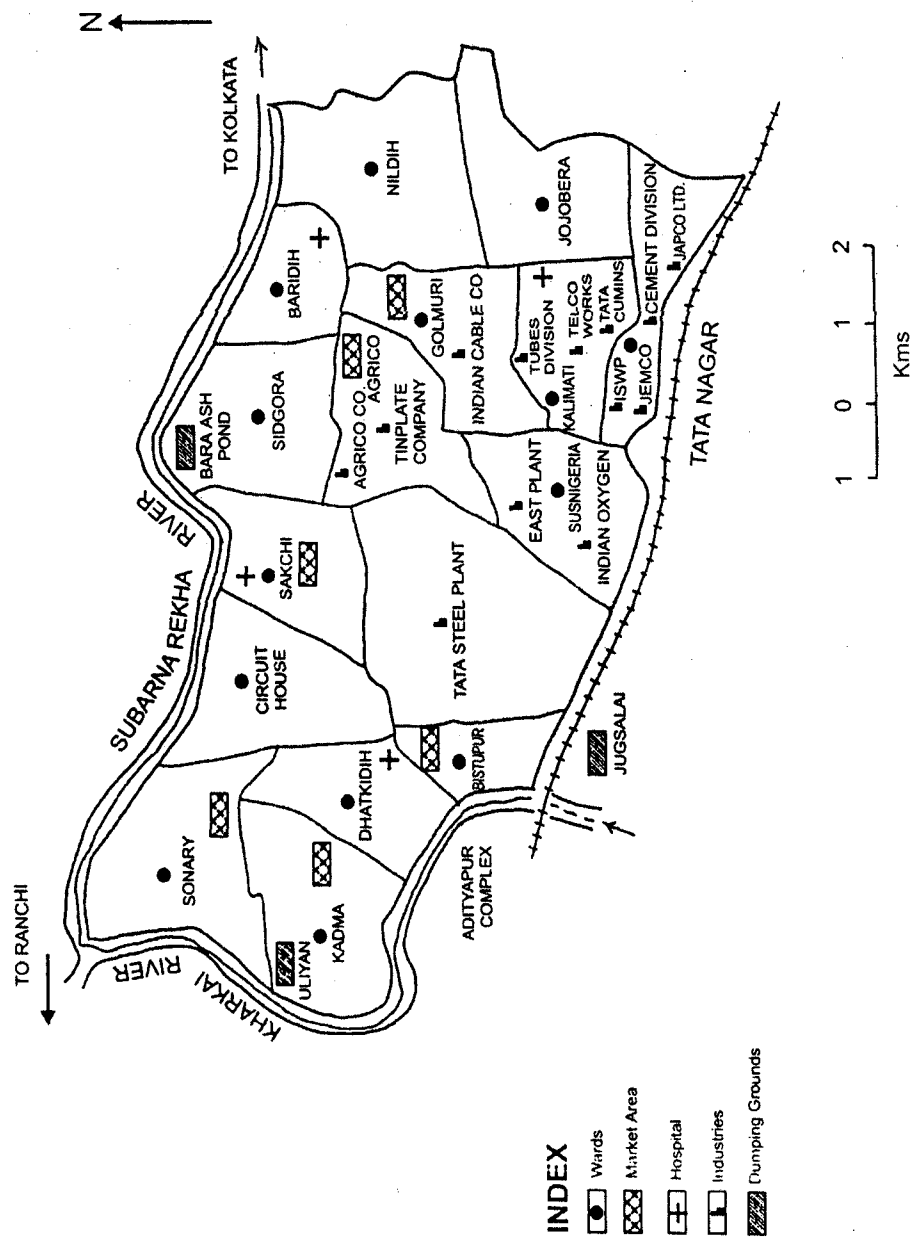 N
TO RANCHI
TO KOLKATA
SUBARNA REKHA
RIVER
RIVER
KHARKAI
SONARY
ULIYAN
KADMA
DHATKIDIH
CIRCUIT
HOUSE
SAKCHI
BARA ASH
POND
SIDGORA
BARIDIH
NILDIH
AGRICO CO.
AGRICO
TINPLATE
COMPANY
GOLMURI
INDIAN CABLE CO
BISTUPUR
TATA STEEL PLANT
EAST PLANT
SUSNIGERIA
INDIAN OXYGEN
TUBES
DIVISION
KALIMATI
TELCO
WORKS
TATA
CUMINS
JOJOBERA
ISWP
JEMCO
CEMENT DIVISION
JAPCO LTD.
ADITYAPUR
COMPLEX
JUGSALAI
TATA NAGAR
INDEX
Wards
Market Area
Hospital
Industries
Dumping Grounds
1 0 1 2
Kms